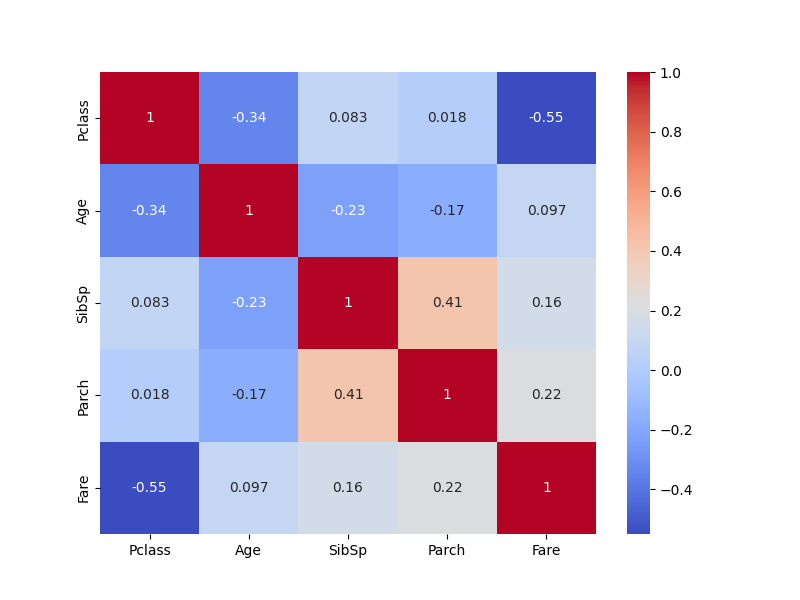 Pclass 1 -0.34 0.083 0.018 -0.55
Age -0.34 1 -0.23 -0.17 0.097
SibSp 0.083 -0.23 1 0.41 0.16
Parch 0.018 -0.17 0.41 1 0.22
Fare -0.55 0.097 0.16 0.22 1
Pclass Age SibSp Parch Fare
1.0
0.8
0.6
0.4
0.2
0.0
−0.2
−0.4